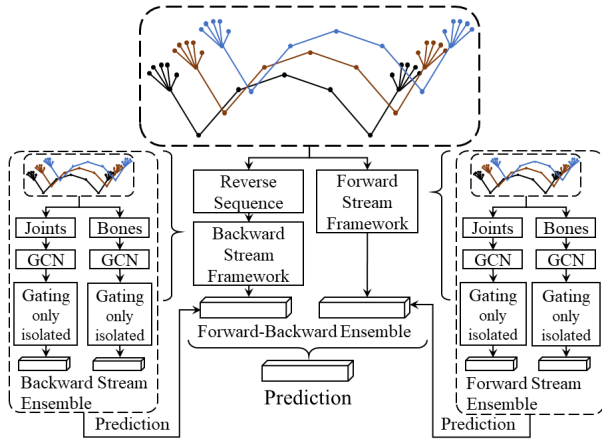 Reverse
Sequence
Forward
Stream
Framework
Backward
Stream
Framework
Forward-Backward Ensemble
Prediction
Joints
Bones
GCN
GCN
Gating
only
isolated
Gating
only
isolated
Backward Stream
Ensemble
Prediction
Joints
Bones
GCN
GCN
Gating
only
isolated
Gating
only
isolated
Forward Stream
Ensemble
Prediction